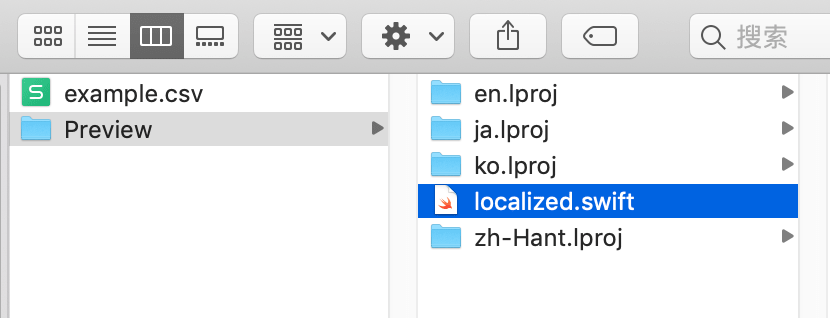 搜索
example.csv
Preview
en.lproj
ja.lproj
ko.lproj
localized.swift
zh-Hant.lproj